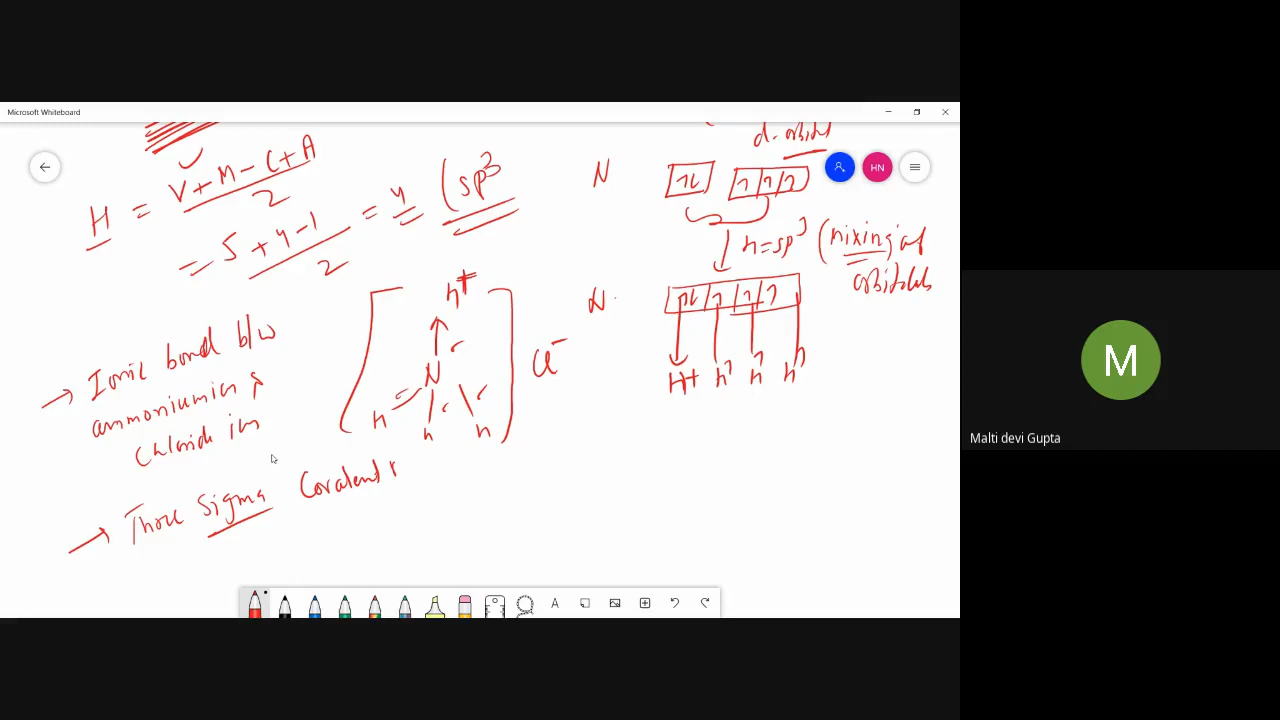 Microsoft Whiteboard
d-orbital
H = V+M-C+A
2
= 5+4-1
2
= 4 (sp3
N
n=sp3 (mixing of
orbitals
N
H+ H H H
[ H+
N
H H H ] Cl-
HN
→ Ionic bond b/w
ammonium ion &
Chloride ion
→ Three Sigma Covalent
M
Malti devi Gupta
A